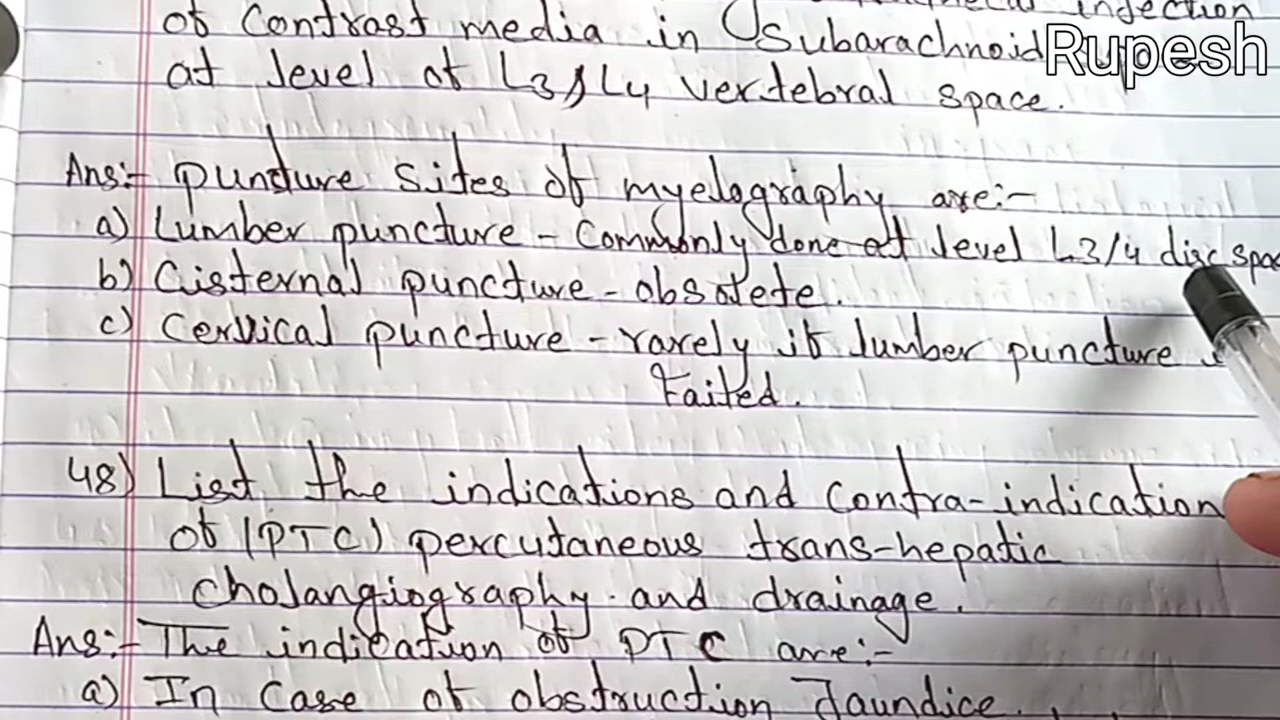 injection
of contrast media in subarachnoid
Rupesh
at level of L3/L4 vertebral space.
Ans:- puncture sites of myelography are:-
a) Lumber puncture - Commonly done at level L3/4 disc spac
b) Cisternal puncture - obsolete.
c) Cervical puncture - rarely if lumber puncture
failed.
48) List the indications and contra-indication
of (PTC) percutaneous trans-hepatic
cholangiography and drainage.
Ans:- The indication of PTC are:-
a) In case of obstruction Jaundice.